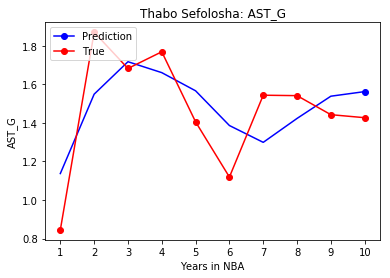 Thabo Sefolosha: AST_G
Prediction
True
1.8
1.6
1.4
1.2
1.0
0.8
AST_G
1 2 3 4 5 6 7 8 9 10
Years in NBA